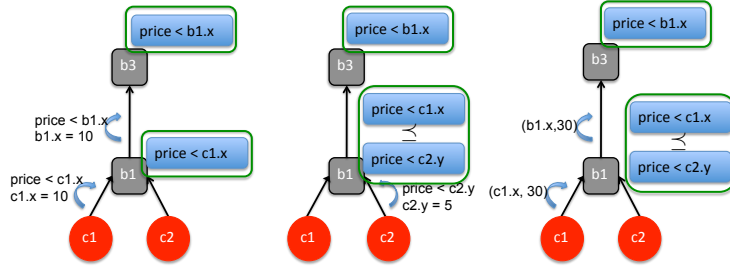 price < b1.x
b3
price < b1.x
b1.x = 10
price < c1.x
b1
price < c1.x
c1.x = 10
c1
c2
price < b1.x
b3
price < c1.x
≽
price < c2.y
b1
price < c2.y
c2.y = 5
c1
c2
price < b1.x
b3
(b1.x,30)
price < c1.x
≽
price < c2.y
b1
(c1.x, 30)
c1
c2